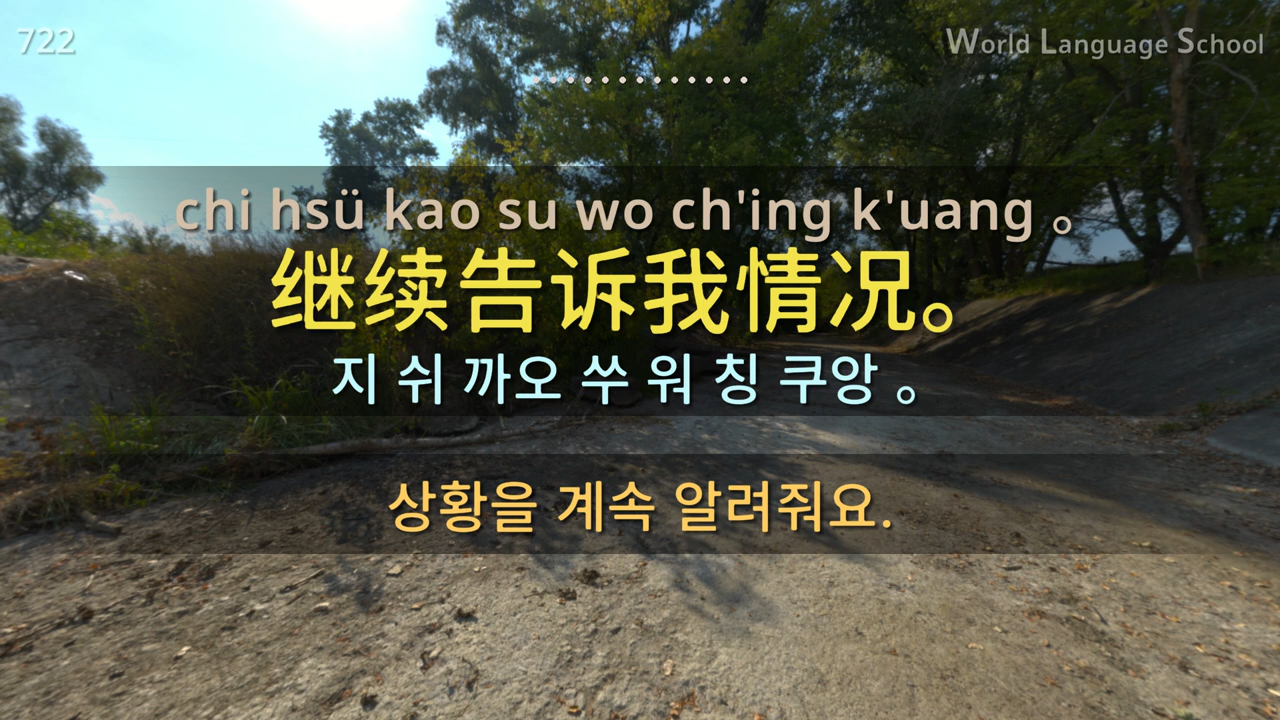 722
World Language School
.............
chi hsü kao su wo ch'ing k'uang 。
继续告诉我情况。
지 쉬 까오 쑤 워 칭 쿠앙 。
상황을 계속 알려줘요.